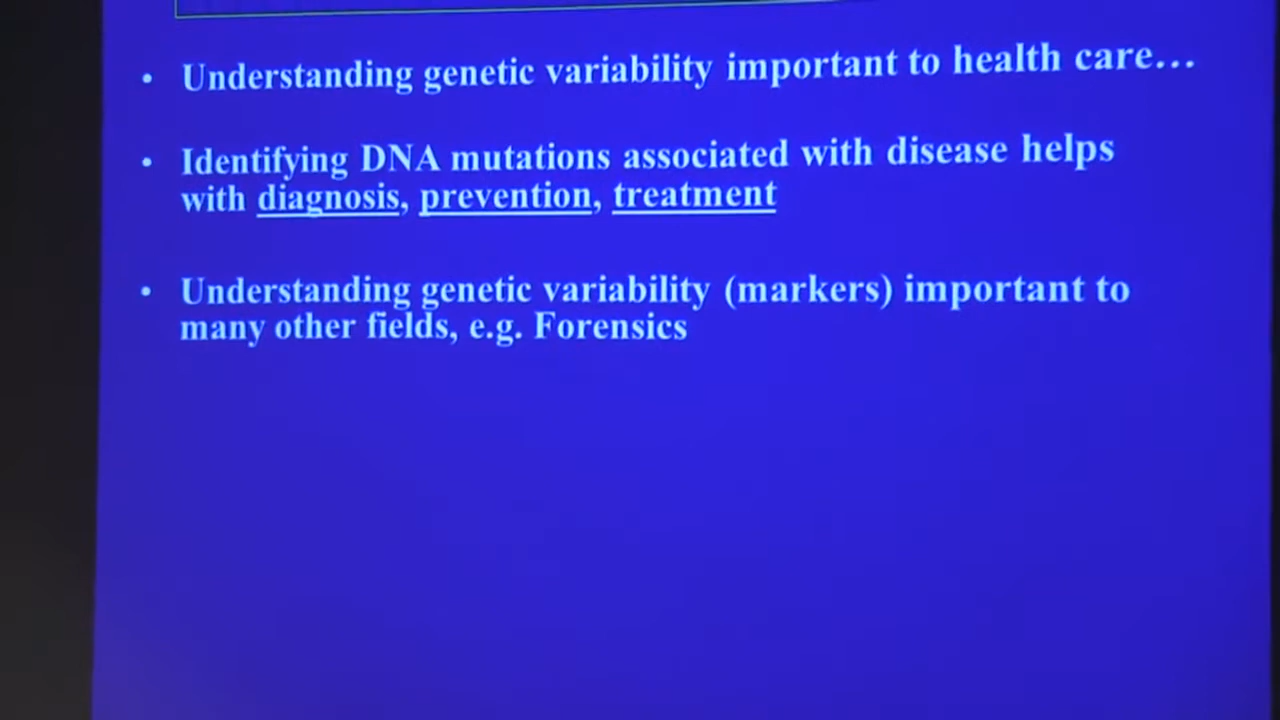 • Understanding genetic variability important to health care…
• Identifying DNA mutations associated with disease helps
with diagnosis, prevention, treatment
• Understanding genetic variability (markers) important to
many other fields, e.g. Forensics